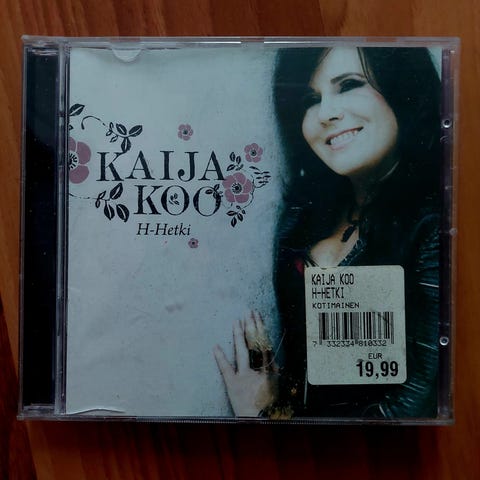 KAIJA
KOO
H-Hetki
KAIJA KOO
H-HETKI
KOTIMAINEN
7 332334 810332
EUR
19,99